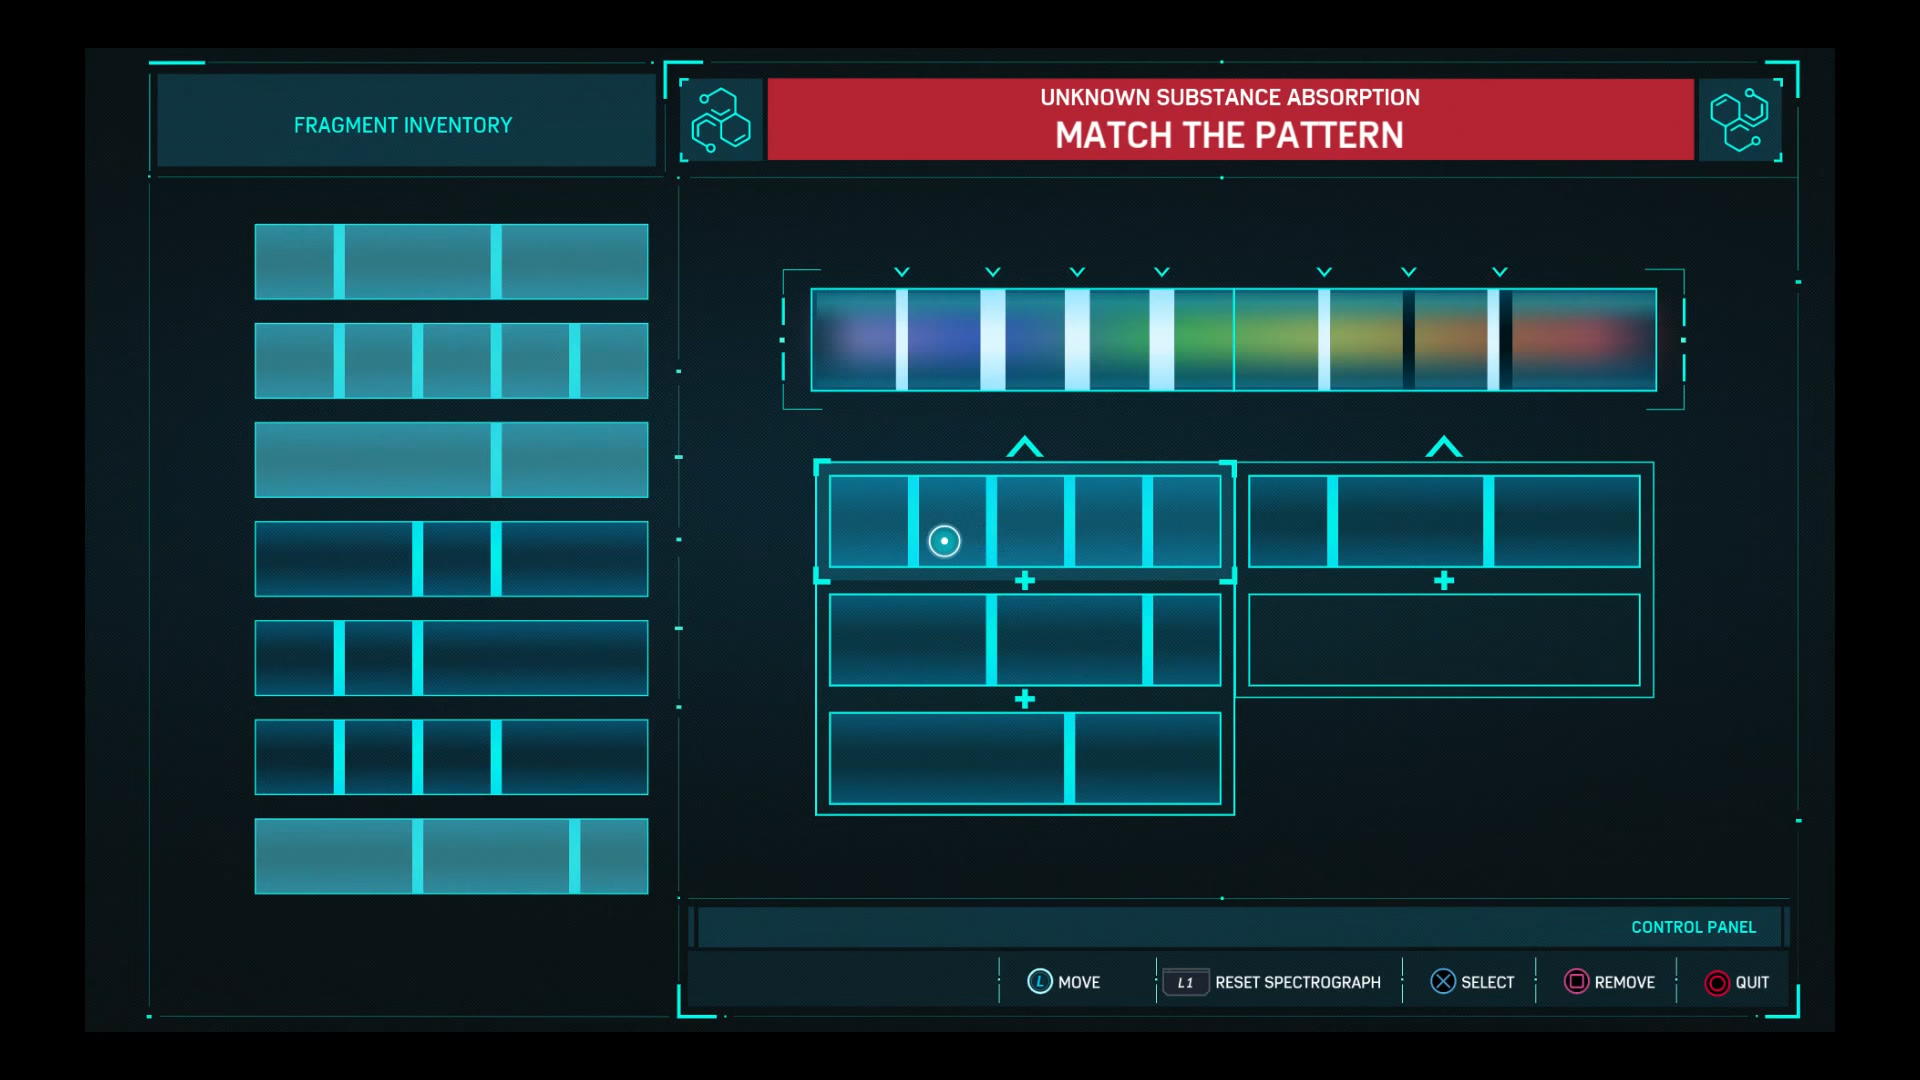 FRAGMENT INVENTORY
UNKNOWN SUBSTANCE ABSORPTION
MATCH THE PATTERN
CONTROL PANEL
L MOVE
L1 RESET SPECTROGRAPH
SELECT
REMOVE
QUIT